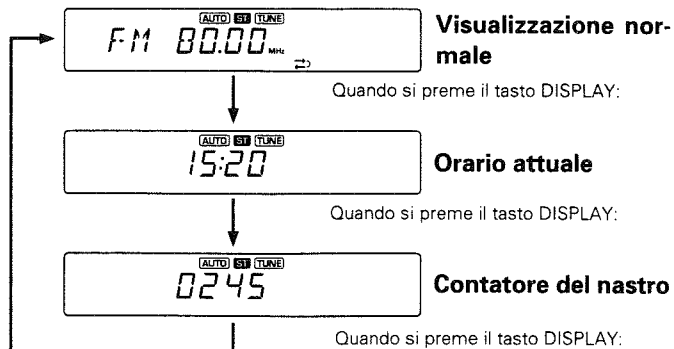 AUTO ST TUNE
FM 80.00 MHz
Visualizzazione nor-
male
Quando si preme il tasto DISPLAY:
AUTO ST TUNE
15:20
Orario attuale
Quando si preme il tasto DISPLAY:
AUTO ST TUNE
0245
Contatore del nastro
Quando si preme il tasto DISPLAY: